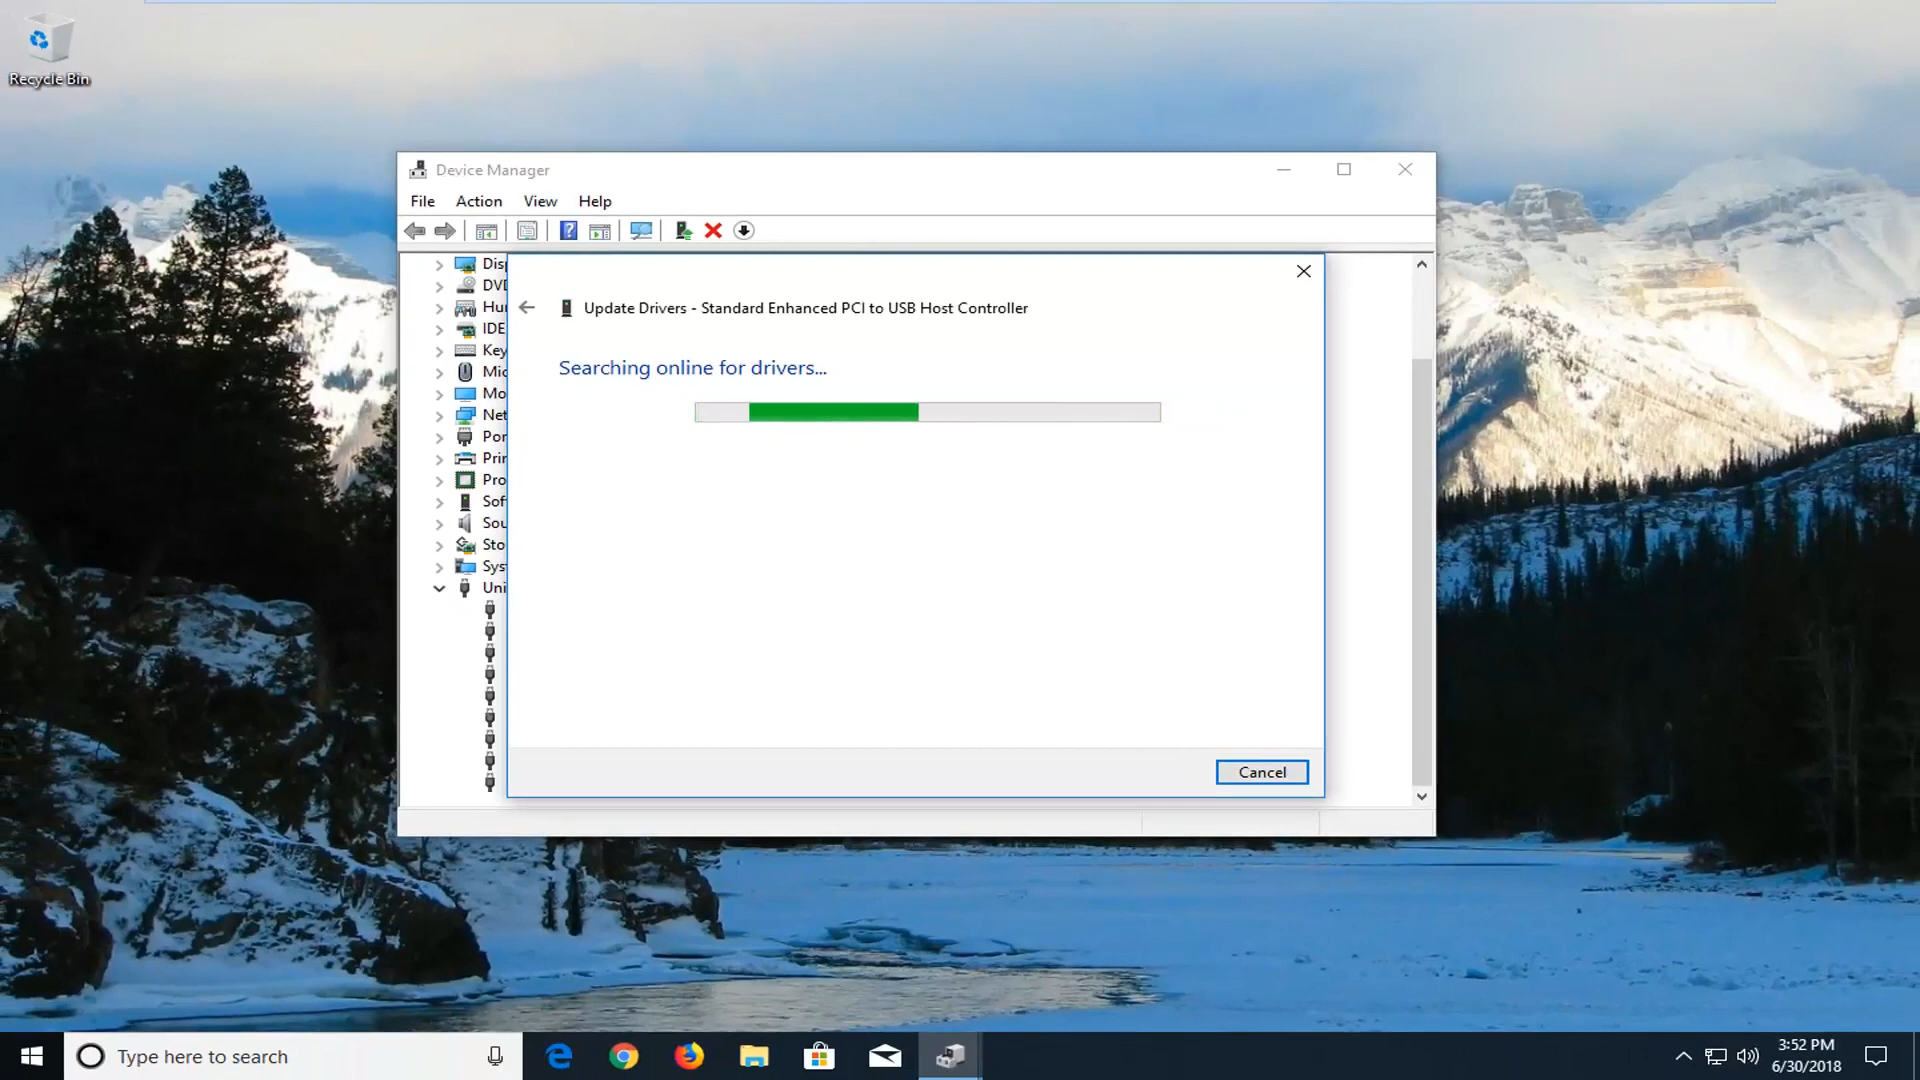 Recycle Bin
Device Manager
File Action View Help
Disp
DVD
Hu
IDE
Key
Mic
Mo
Net
Por
Prin
Pro
Sof
Sou
Sto
Sys
Uni
Update Drivers - Standard Enhanced PCI to USB Host Controller
Searching online for drivers...
Cancel
Type here to search
3:52 PM
6/30/2018